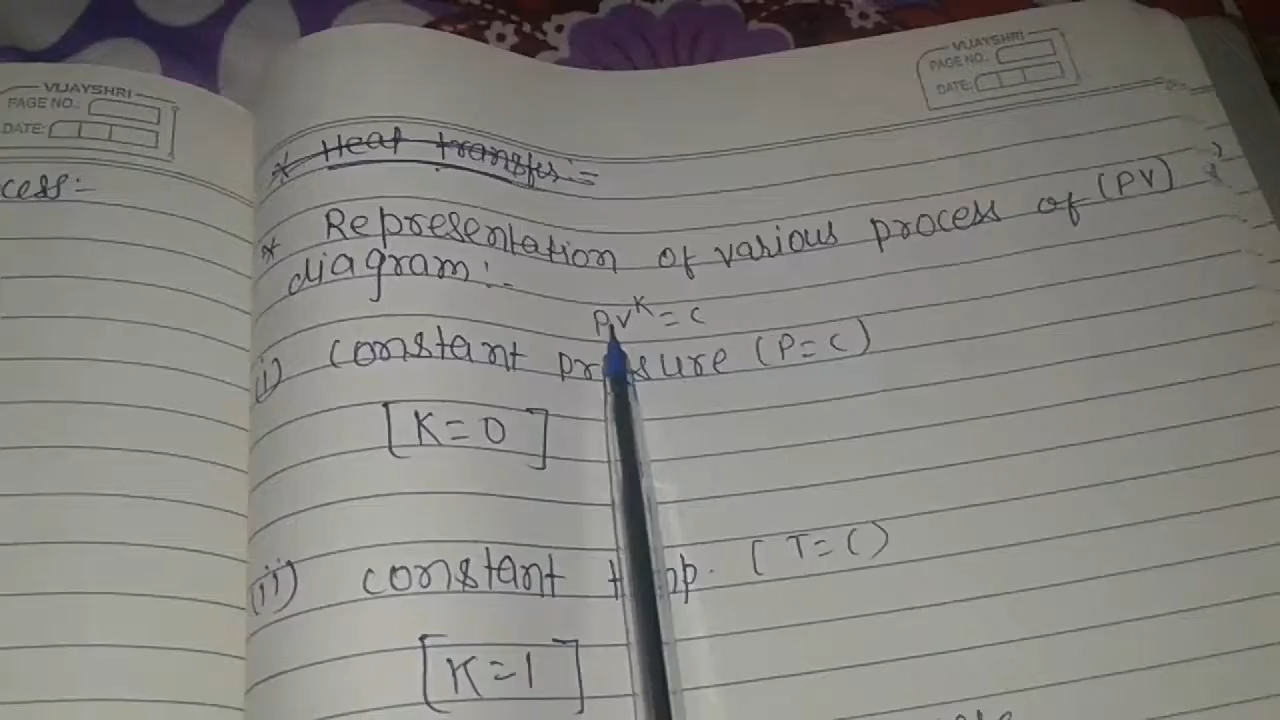 VIJAYSHRI
PAGE NO.:
DATE:
cess:-
VIJAYSHRI
PAGE NO.:
DATE:
* Heat transfer:=
* Representation of various process of (PV)
diagram:-
PV^K = C
(i) constant pressure (P=C)
[K=0]
(ii) constant temp. (T=C)
[K=1]